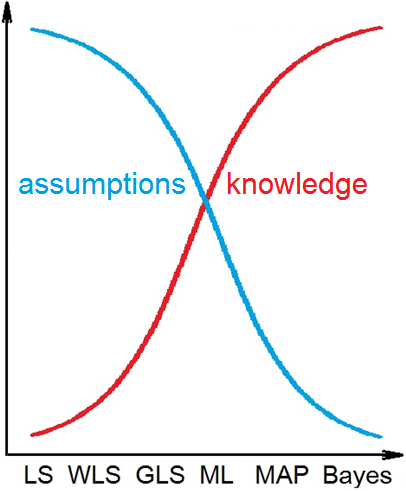 assumptions knowledge
LS WLS GLS ML MAP Bayes